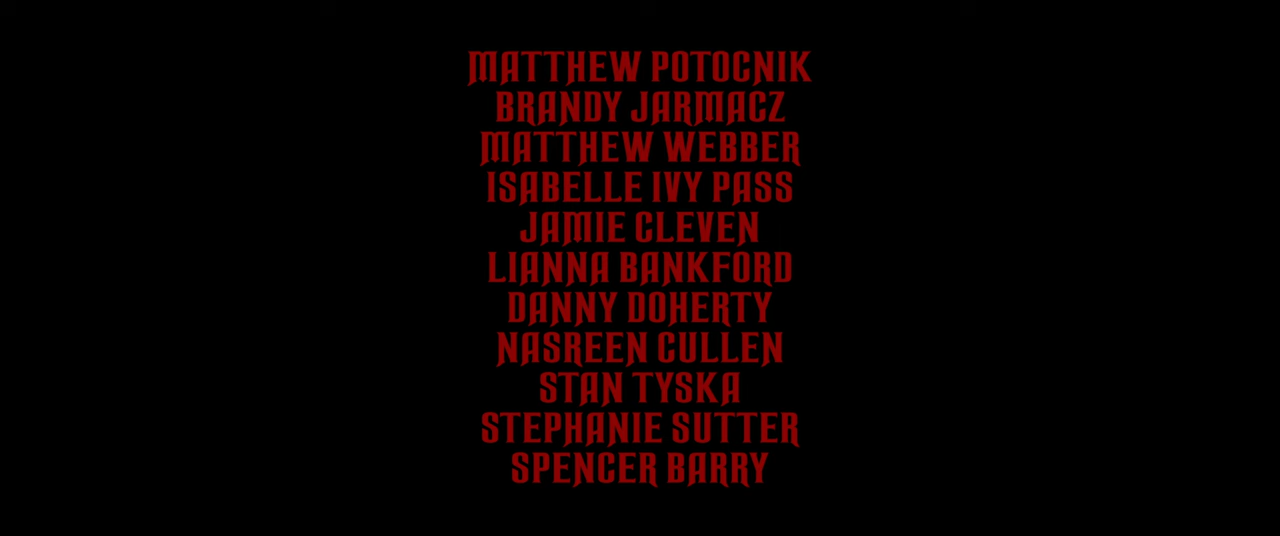 MATTHEW POTOCNIK
BRANDY JARMACZ
MATTHEW WEBBER
ISABELLE IVY PASS
JAMIE CLEVEN
LIANNA BANKFORD
DANNY DOHERTY
NASREEN CULLEN
STAN TYSKA
STEPHANIE SUTTER
SPENCER BARRY